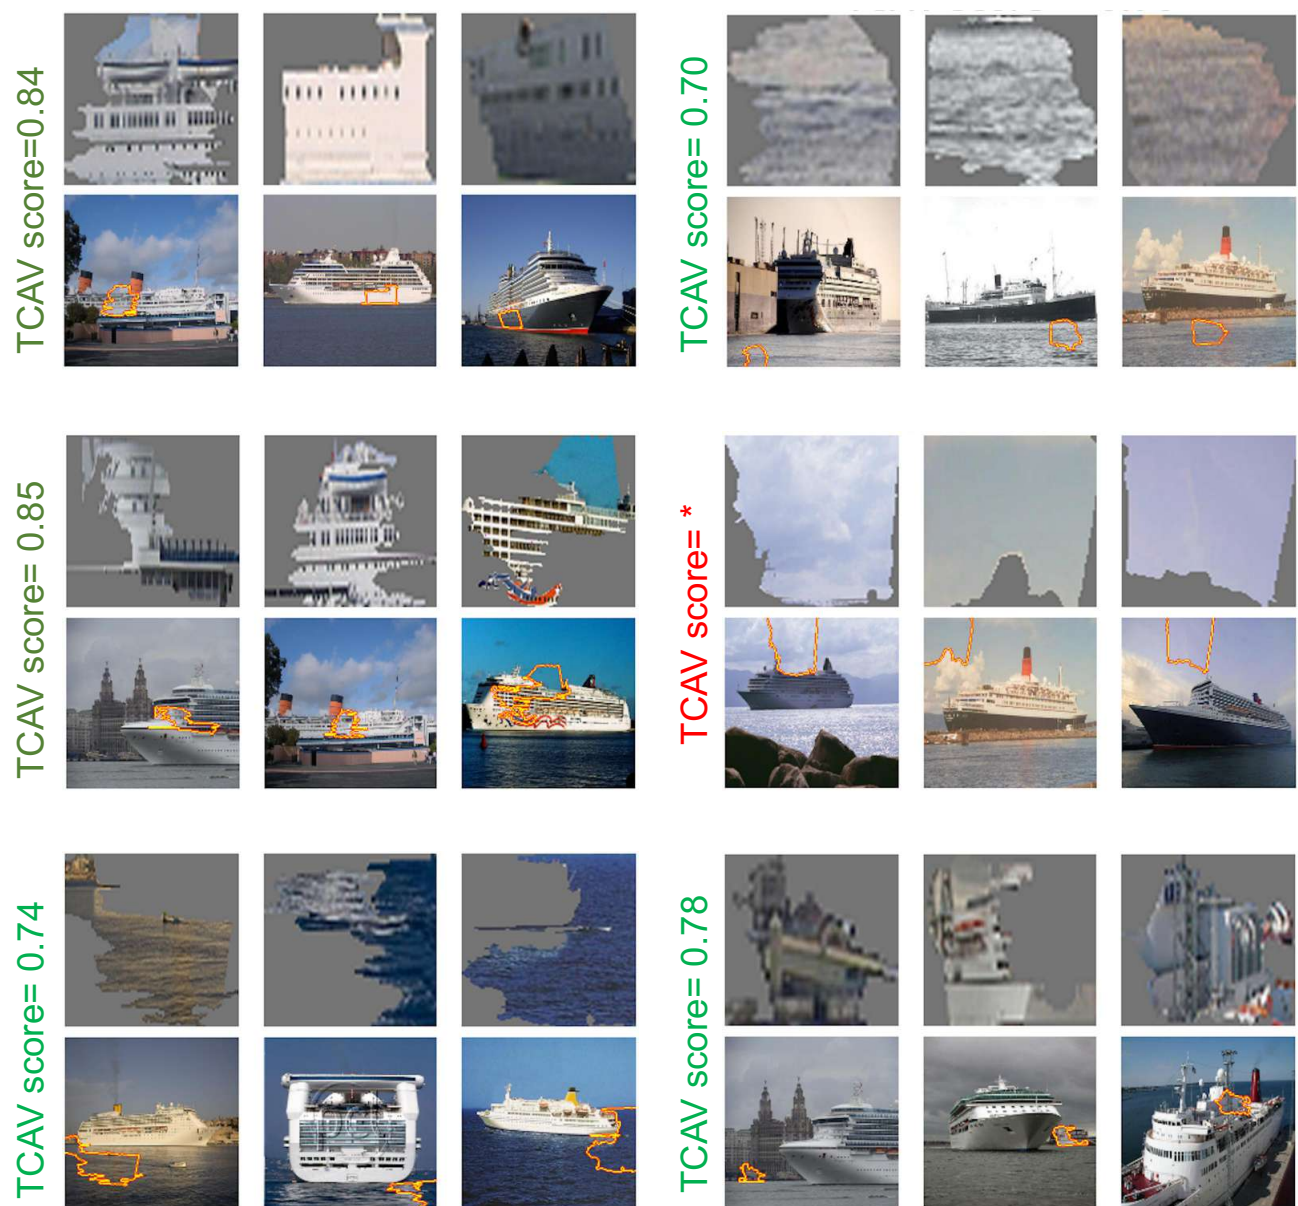 TCAV score=0.84
TCAV score= 0.70
TCAV score= 0.85
TCAV score= *
TCAV score= 0.74
TCAV score= 0.78